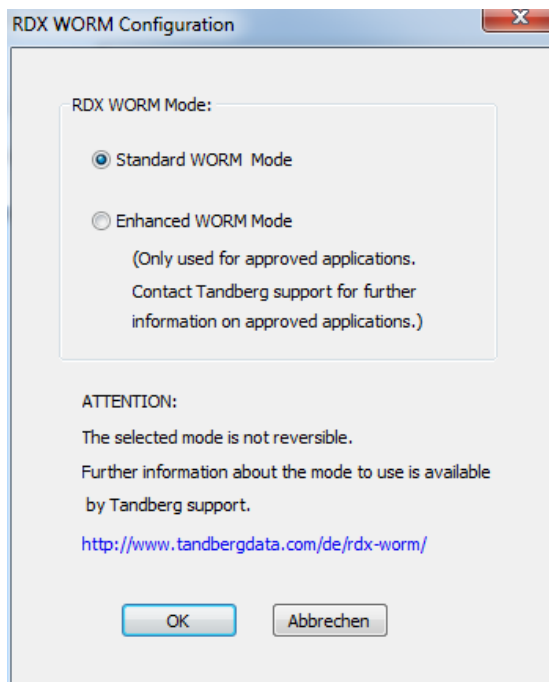 RDX WORM Configuration
X
RDX WORM Mode:
Standard WORM Mode
Enhanced WORM Mode
(Only used for approved applications.
Contact Tandberg support for further
information on approved applications.)
ATTENTION:
The selected mode is not reversible.
Further information about the mode to use is available
by Tandberg support.
http://www.tandbergdata.com/de/rdx-worm/
OK
Abbrechen